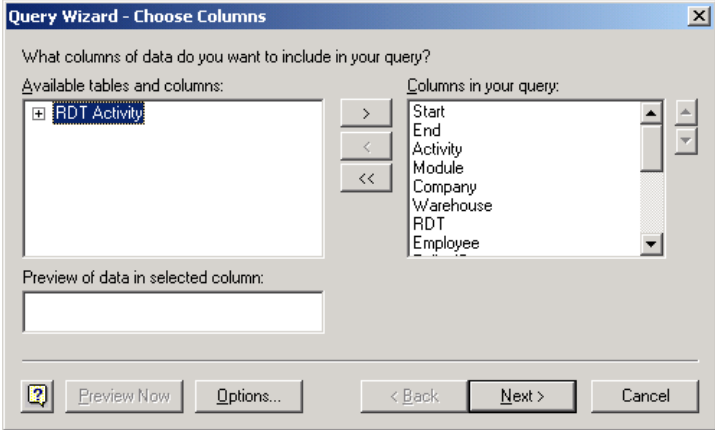 Query Wizard - Choose Columns
What columns of data do you want to include in your query?
Available tables and columns:
Columns in your query:
RDT Activity
>
<
<<
Start
End
Activity
Module
Company
Warehouse
RDT
Employee
Preview of data in selected column:
Preview Now
Options...
< Back
Next >
Cancel